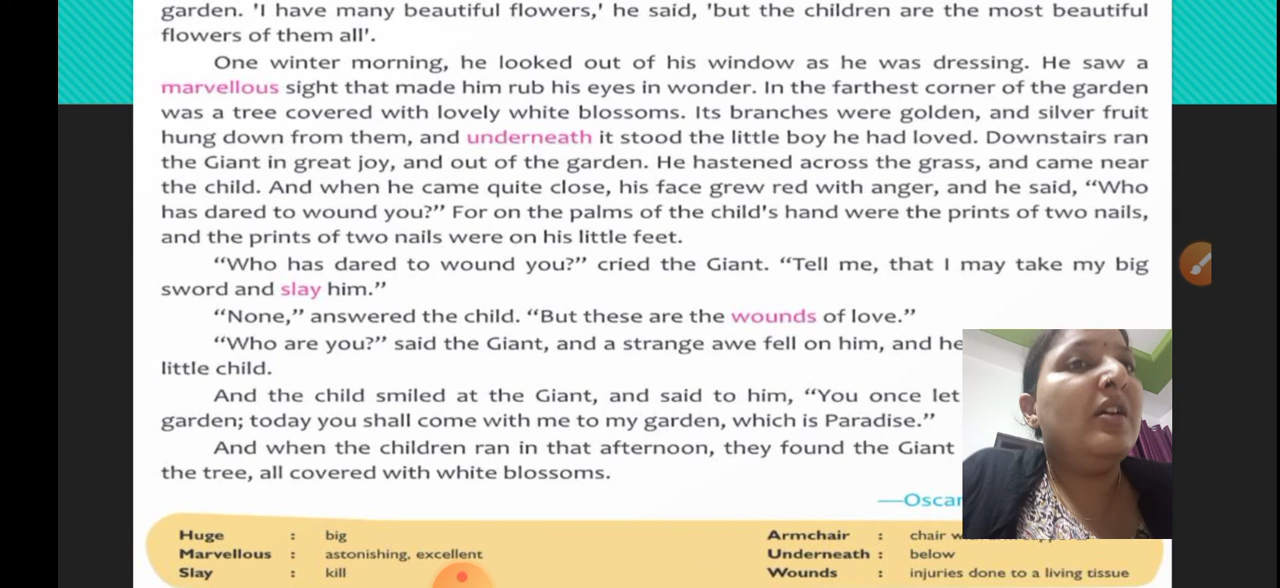 garden. 'I have many beautiful flowers,' he said, 'but the children are the most beautiful
flowers of them all'.
One winter morning, he looked out of his window as he was dressing. He saw a
marvellous sight that made him rub his eyes in wonder. In the farthest corner of the garden
was a tree covered with lovely white blossoms. Its branches were golden, and silver fruit
hung down from them, and underneath it stood the little boy he had loved. Downstairs ran
the Giant in great joy, and out of the garden. He hastened across the grass, and came near
the child. And when he came quite close, his face grew red with anger, and he said, “Who
has dared to wound you?” For on the palms of the child's hand were the prints of two nails,
and the prints of two nails were on his little feet.
“Who has dared to wound you?” cried the Giant. “Tell me, that I may take my big
sword and slay him.”
“None,” answered the child. “But these are the wounds of love.”
“Who are you?” said the Giant, and a strange awe fell on him, and he
little child.
And the child smiled at the Giant, and said to him, “You once let
garden; today you shall come with me to my garden, which is Paradise.”
And when the children ran in that afternoon, they found the Giant
the tree, all covered with white blossoms.
—Oscar
Huge : big
Marvellous : astonishing, excellent
Slay : kill
Armchair : chair
Underneath : below
Wounds : injuries done to a living tissue